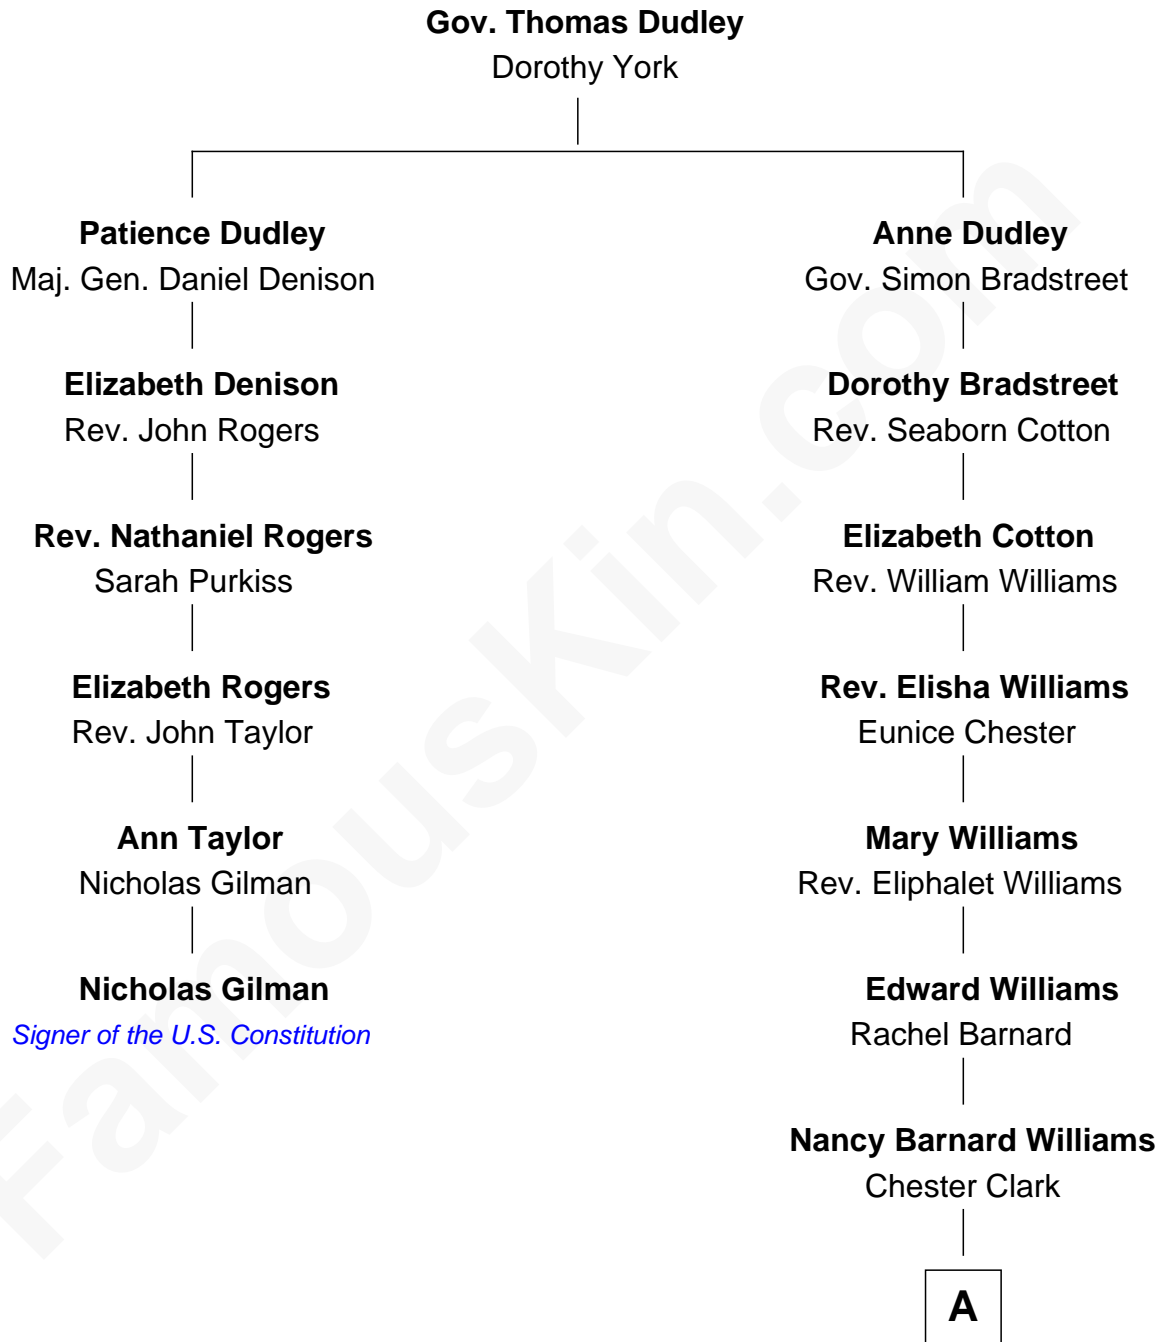 Gov. Thomas Dudley
Dorothy York
Patience Dudley
Maj. Gen. Daniel Denison
Elizabeth Denison
Rev. John Rogers
Rev. Nathaniel Rogers
Sarah Purkiss
Elizabeth Rogers
Rev. John Taylor
Ann Taylor
Nicholas Gilman
Nicholas Gilman
Signer of the U.S. Constitution
Anne Dudley
Gov. Simon Bradstreet
Dorothy Bradstreet
Rev. Seaborn Cotton
Elizabeth Cotton
Rev. William Williams
Rev. Elisha Williams
Eunice Chester
Mary Williams
Rev. Eliphalet Williams
Edward Williams
Rachel Barnard
Nancy Barnard Williams
Chester Clark
A
FamousKin.com